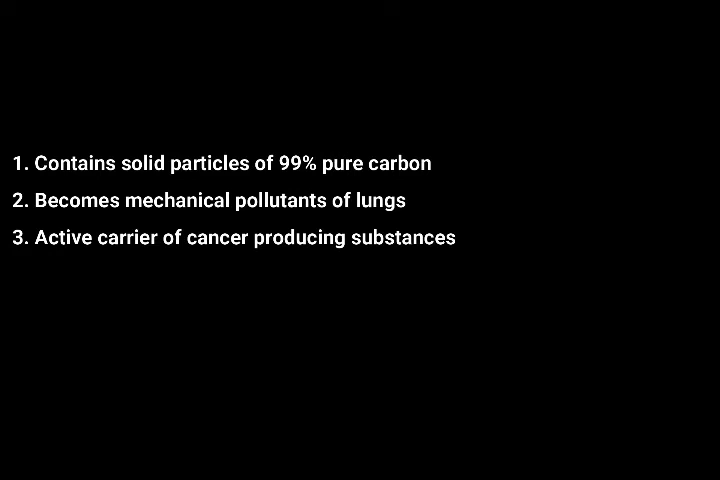 1. Contains solid particles of 99% pure carbon
2. Becomes mechanical pollutants of lungs
3. Active carrier of cancer producing substances